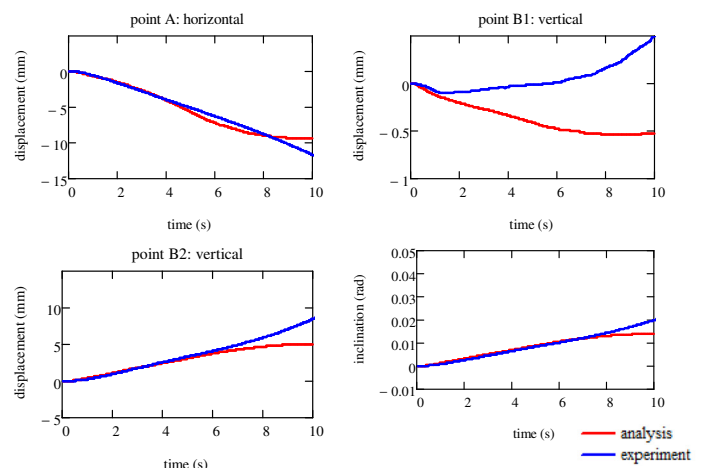 point A: horizontal
displacement (mm)
0
− 5
− 10
− 15
0 2 4 6 8 10
time (s)
point B1: vertical
displacement (mm)
0.5
0
− 0.5
− 1
0 2 4 6 8 10
time (s)
point B2: vertical
displacement (mm)
10
5
0
− 5
0 2 4 6 8 10
time (s)
inclination (rad)
0.05
0.04
0.03
0.02
0.01
0
− 0.01
0 2 4 6 8 10
time (s)
analysis
experiment